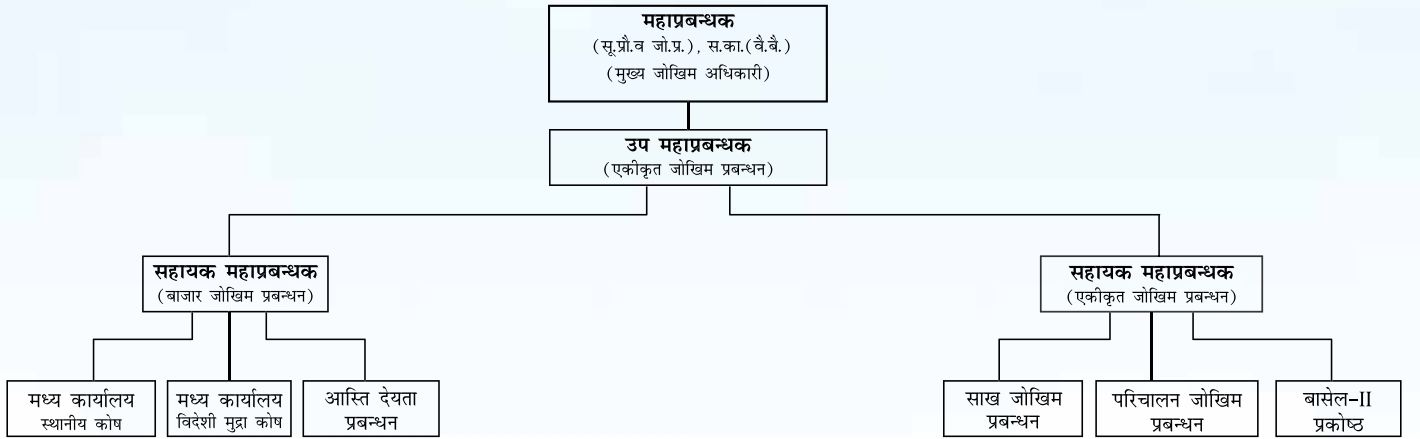 महाप्रबन्धक
(सू.प्रौ.व जो.प्र.), स.का.(वै.बै.)
(मुख्य जोखिम अधिकारी)
उप महाप्रबन्धक
(एकीकृत जोखिम प्रबन्धन)
सहायक महाप्रबन्धक
(बाजार जोखिम प्रबन्धन)
सहायक महाप्रबन्धक
(एकीकृत जोखिम प्रबन्धन)
मध्य कार्यालय
स्थानीय कोष
मध्य कार्यालय
विदेशी मुद्रा कोष
आस्ति देयता
प्रबन्धन
साख जोखिम
प्रबन्धन
परिचालन जोखिम
प्रबन्धन
बासेल-II
प्रकोष्ठ